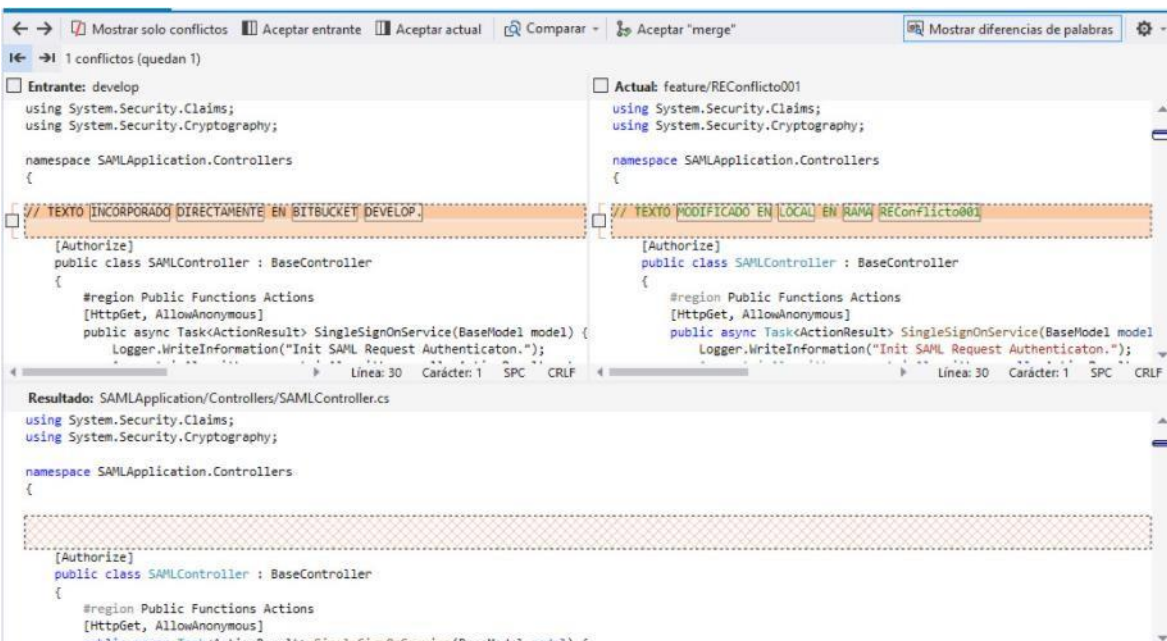 Mostrar solo conflictos Aceptar entrante Aceptar actual Comparar Aceptar "merge" Mostrar diferencias de palabras
1 conflictos (quedan 1)
Entrante: develop
using System.Security.Claims;
using System.Security.Cryptography;
namespace SAMLApplication.Controllers
{
// TEXTO INCORPORADO DIRECTAMENTE EN BITBUCKET DEVELOP.
[Authorize]
public class SAMLController : BaseController
{
#region Public Functions Actions
[HttpGet, AllowAnonymous]
public async Task<ActionResult> SingleSignOnService(BaseModel model) {
Logger.WriteInformation("Init SAML Request Authenticaton.");
Línea: 30 Carácter: 1 SPC CRLF
Actual: feature/REConflicto001
using System.Security.Claims;
using System.Security.Cryptography;
namespace SAMLApplication.Controllers
{
// TEXTO MODIFICADO EN LOCAL EN RAMA REConflicto001
[Authorize]
public class SAMLController : BaseController
{
#region Public Functions Actions
[HttpGet, AllowAnonymous]
public async Task<ActionResult> SingleSignOnService(BaseModel model
Logger.WriteInformation("Init SAML Request Authenticaton.");
Línea: 30 Carácter: 1 SPC CRLF
Resultado: SAMLApplication/Controllers/SAMLController.cs
using System.Security.Claims;
using System.Security.Cryptography;
namespace SAMLApplication.Controllers
{
[Authorize]
public class SAMLController : BaseController
{
#region Public Functions Actions
[HttpGet, AllowAnonymous]